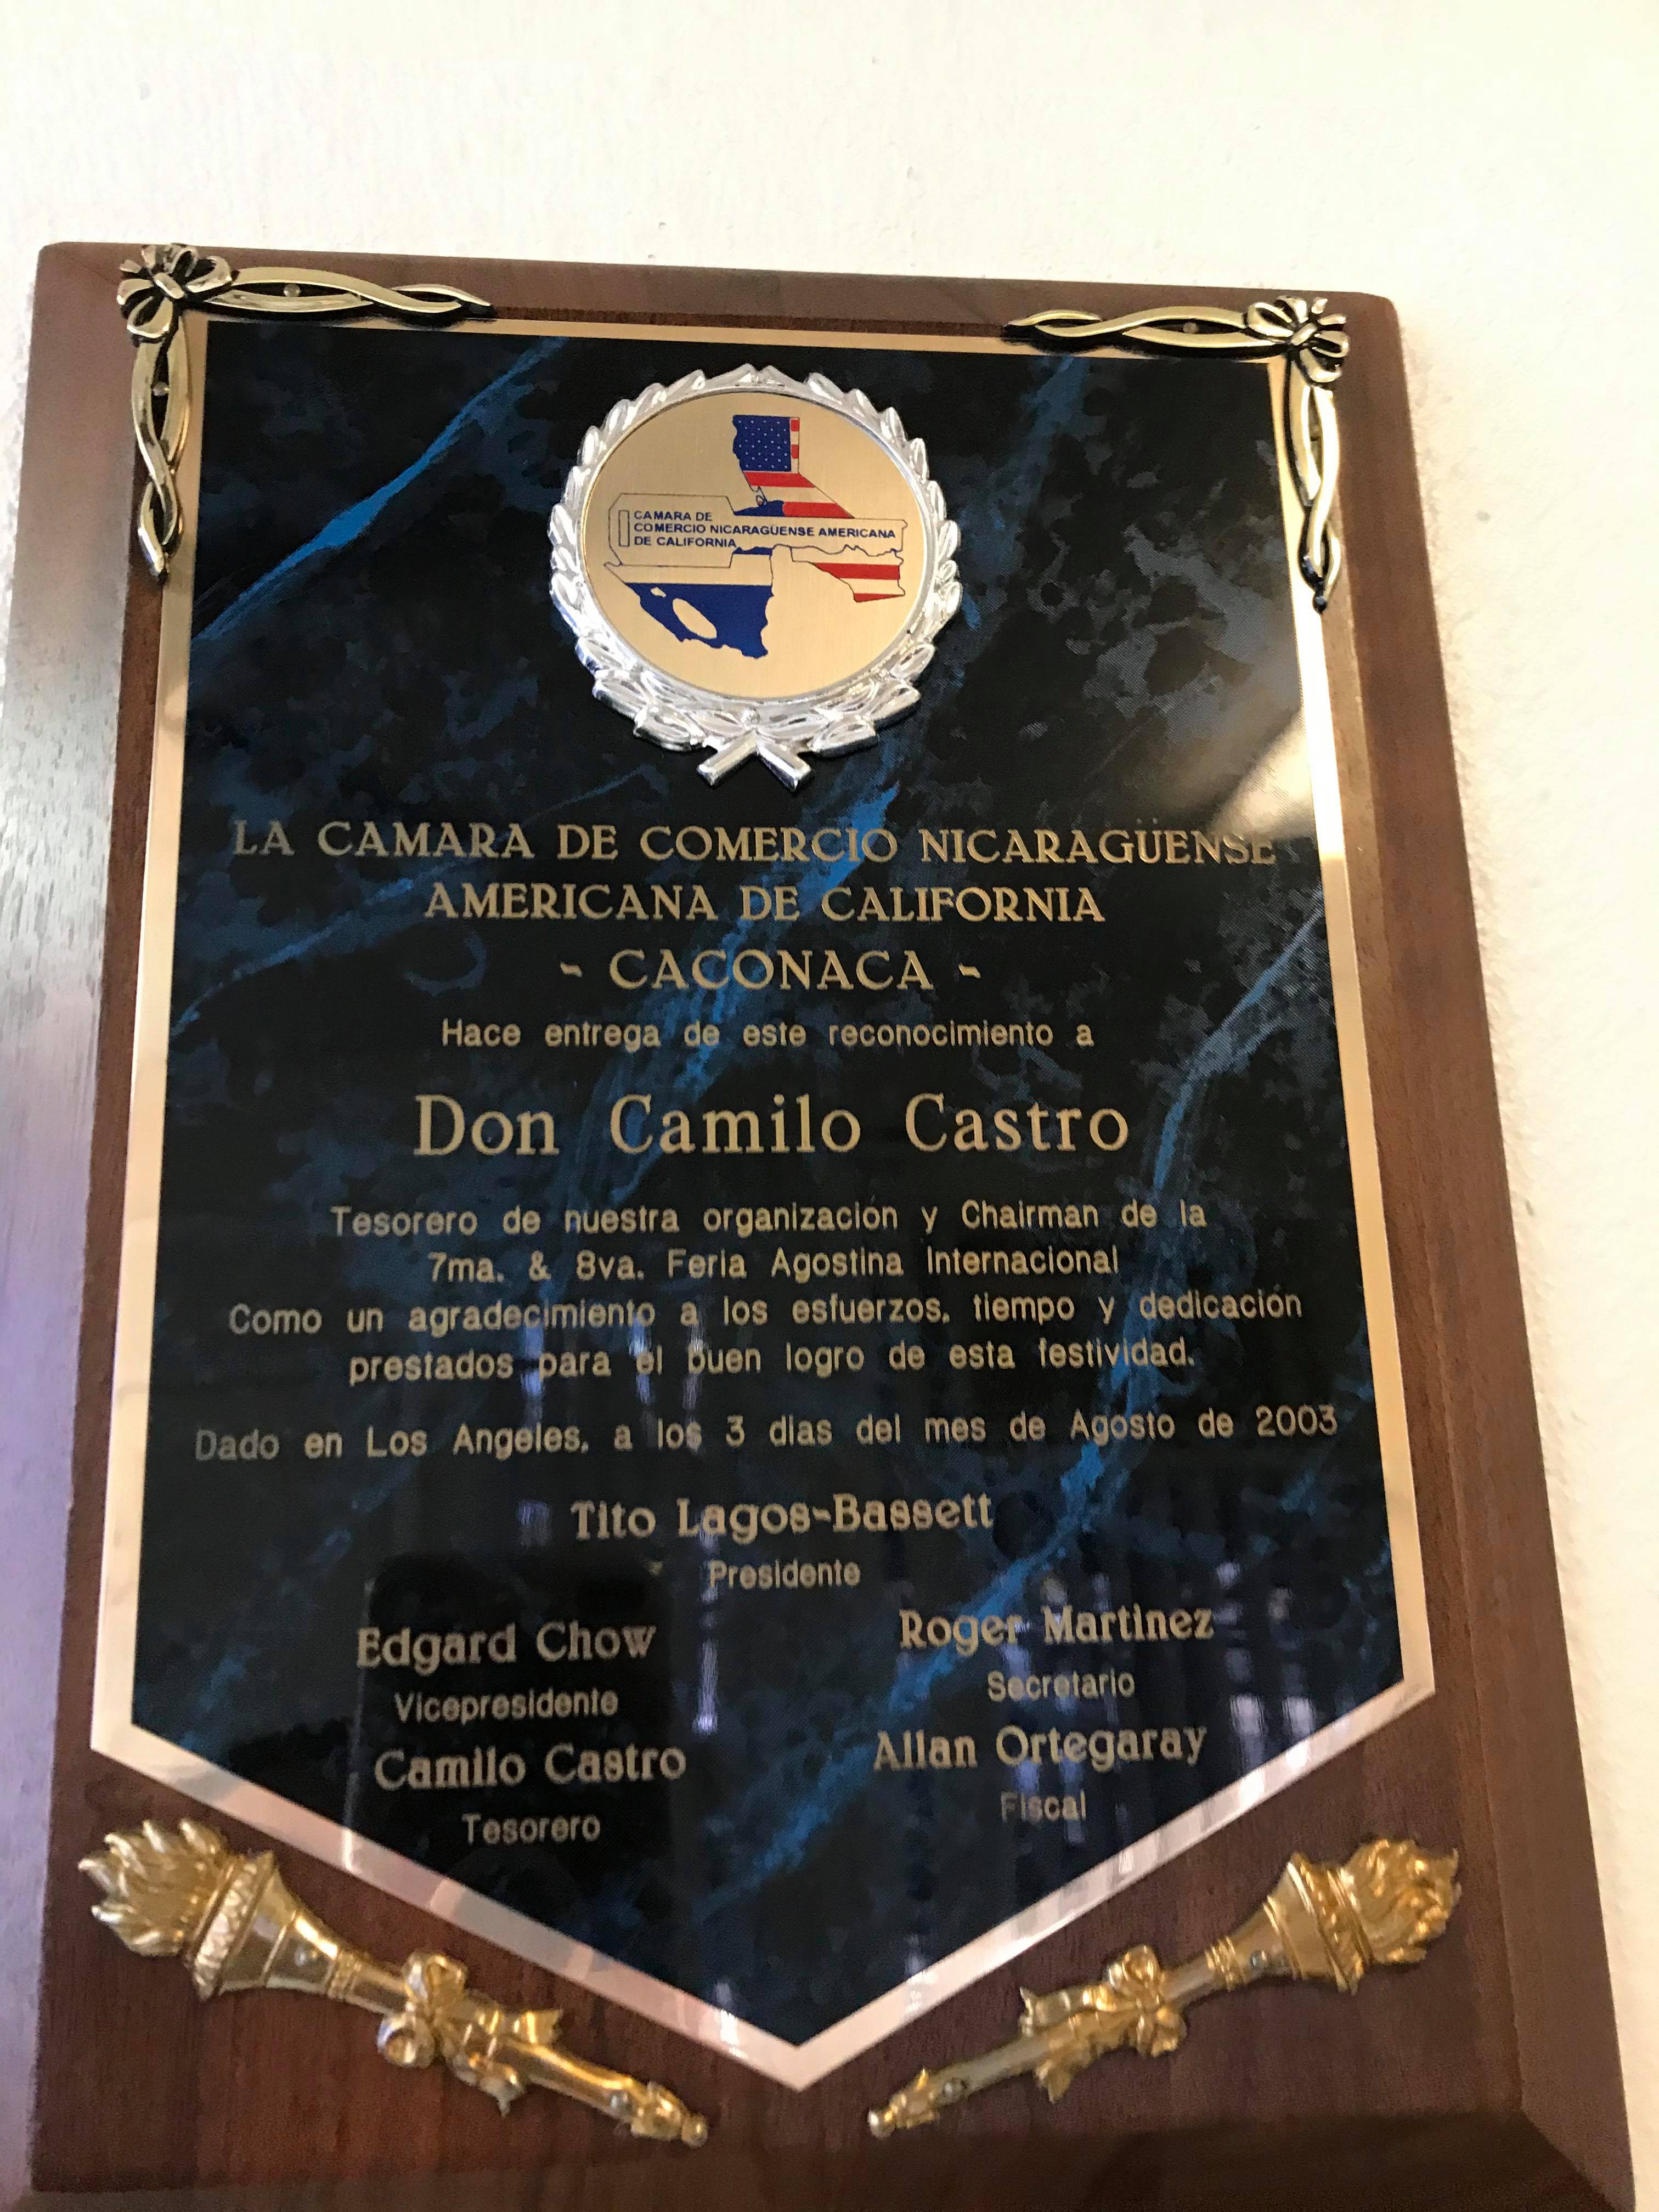 CAMARA DE
COMERCIO NICARAGÜENSE AMERICANA
DE CALIFORNIA
LA CAMARA DE COMERCIO NICARAGÜENSE
AMERICANA DE CALIFORNIA
~ CACONACA ~
Hace entrega de este reconocimiento a
Don Camilo Castro
Tesorero de nuestra organización y Chairman de la
7ma. & 8va. Feria Agostina Internacional
Como un agradecimiento a los esfuerzos, tiempo y dedicación
prestados para el buen logro de esta festividad.
Dado en Los Angeles, a los 3 dias del mes de Agosto de 2003
Tito Lagos-Bassett
Presidente
Edgard Chow
Vicepresidente
Roger Martinez
Secretario
Camilo Castro
Tesorero
Allan Ortegaray
Fiscal